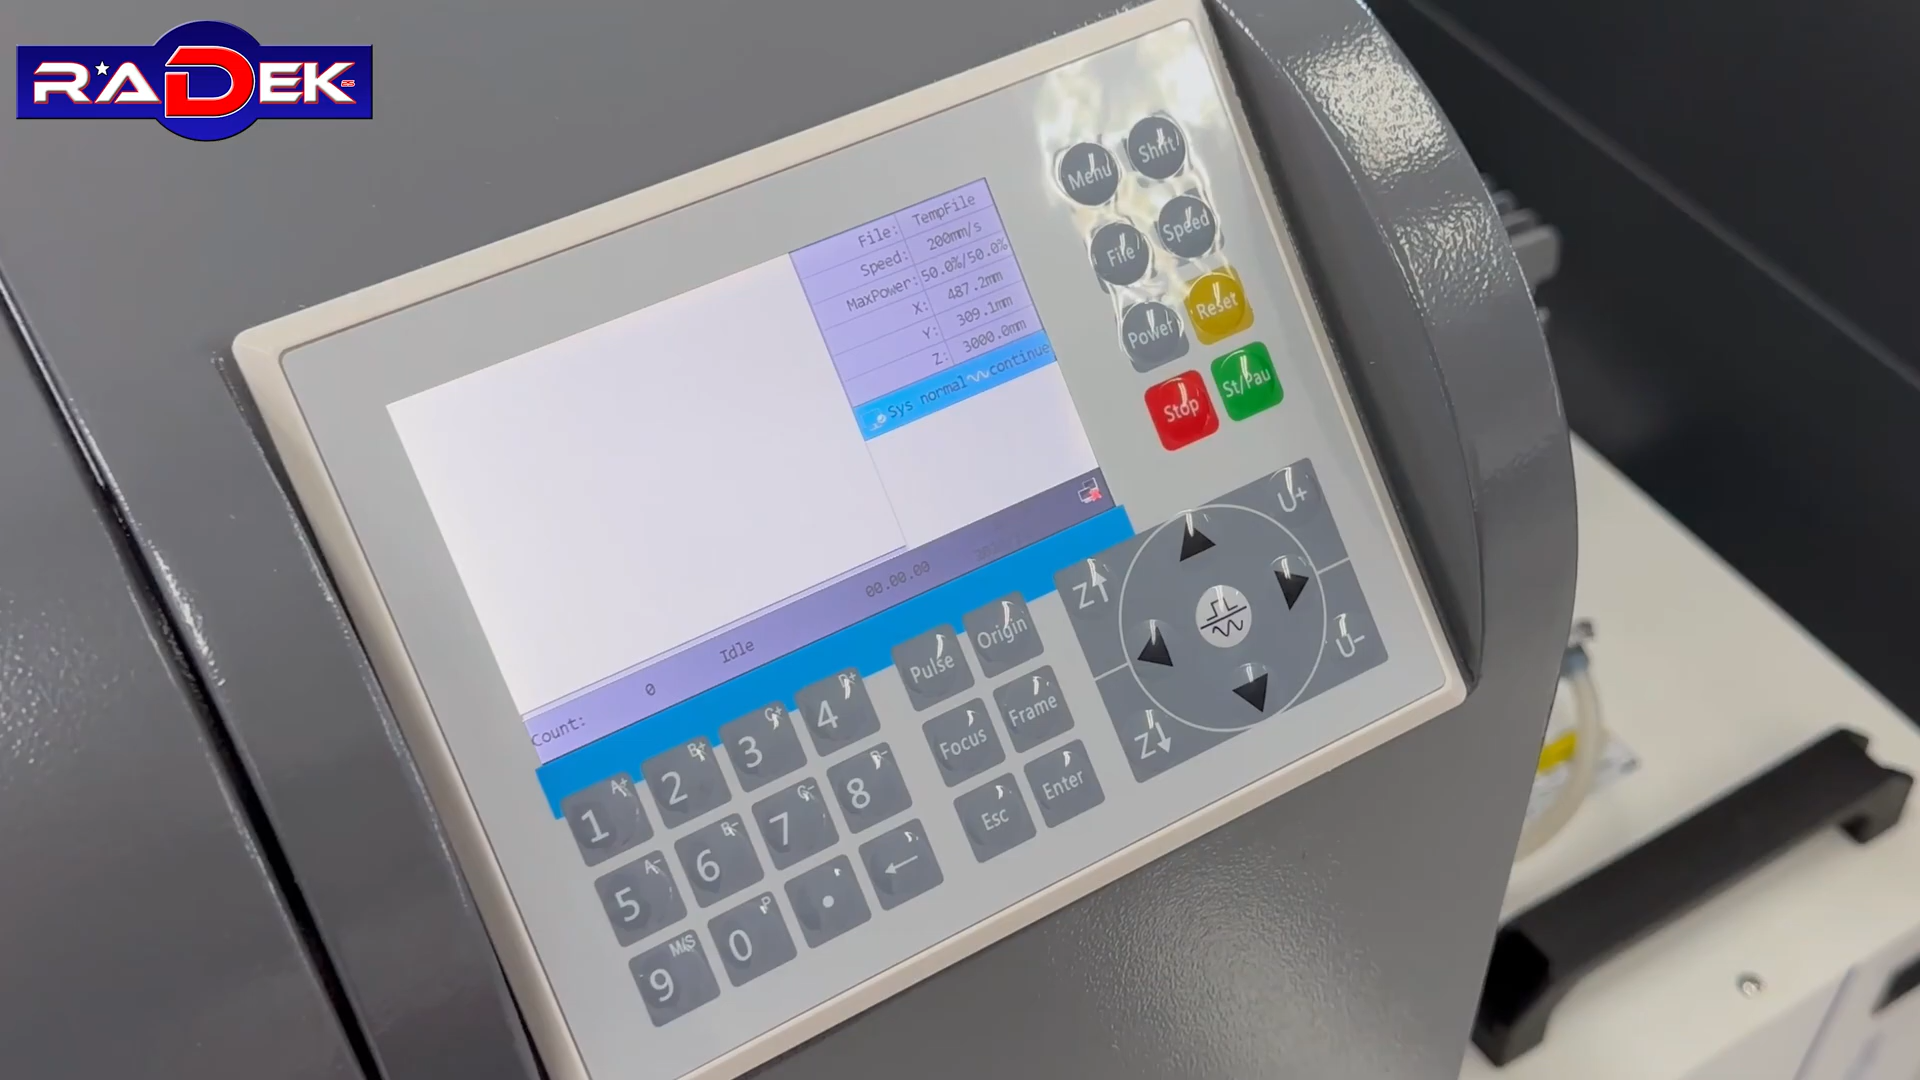 RADEK
File: TempFile
Speed: 200mm/s
MaxPower: 50.0%/50.0%
X: 487.2mm
Y: 309.1mm
Z: 3000.0mm
Sys normal continue
Count: 0 Idle 00.00.00
Menu Shift
File Speed
Power Reset
Stop St/Pau
U+
Z↑
U-
Z↓
1 A+ 2 B+ 3 C+ 4
5 A- 6 B- 7 C- 8
9 M/S 0 P . ←
Pulse Origin
Focus Frame
Esc Enter